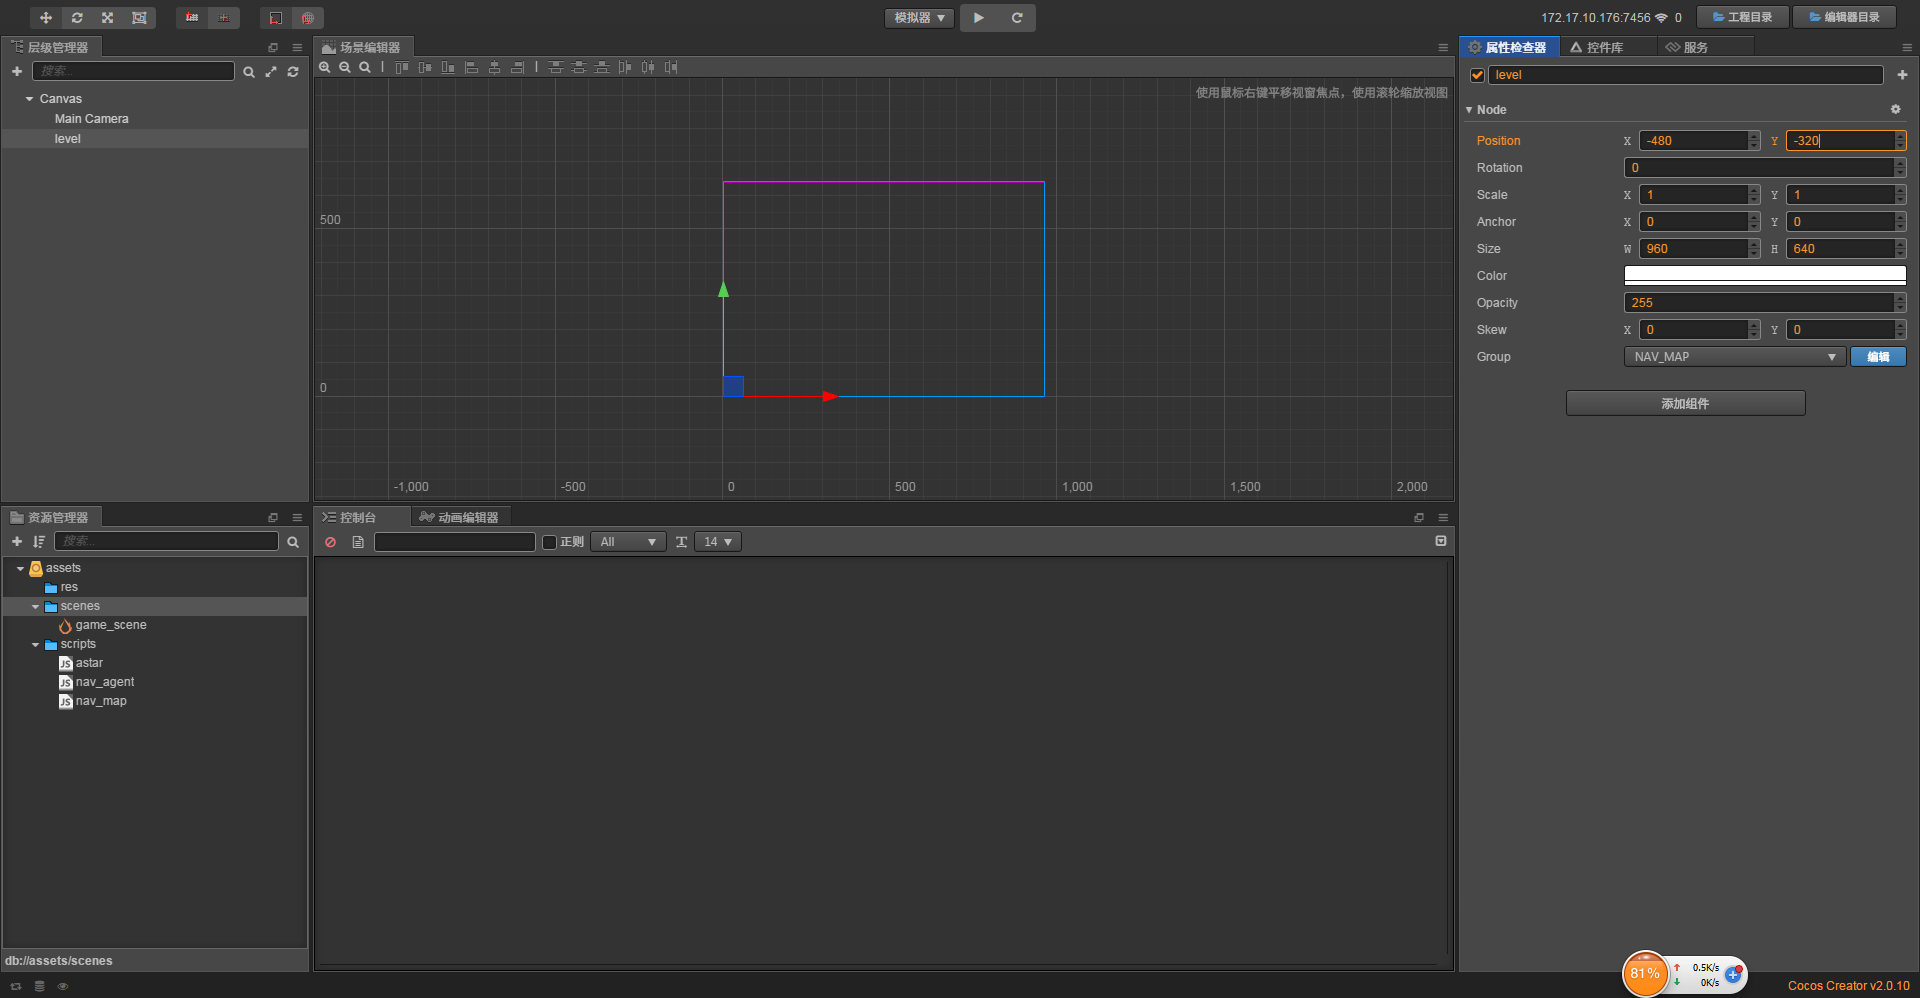 模拟器
172.17.10.176:7456 0
工程目录
编辑器目录
层级管理器
搜索...
Canvas
Main Camera
level
场景编辑器
使用鼠标右键平移视窗焦点，使用滚轮缩放视图
500
0
-1,000 -500 0 500 1,000 1,500 2,000
属性检查器
控件库
服务
level
Node
Position X -480 Y -320
Rotation 0
Scale X 1 Y 1
Anchor X 0 Y 0
Size W 960 H 640
Color
Opacity 255
Skew X 0 Y 0
Group NAV_MAP 编辑
添加组件
资源管理器
搜索...
assets
res
scenes
game_scene
scripts
JS astar
JS nav_agent
JS nav_map
db://assets/scenes
控制台
动画编辑器
正则 All 14
81%
0.5K/s
0K/s
Cocos Creator v2.0.10